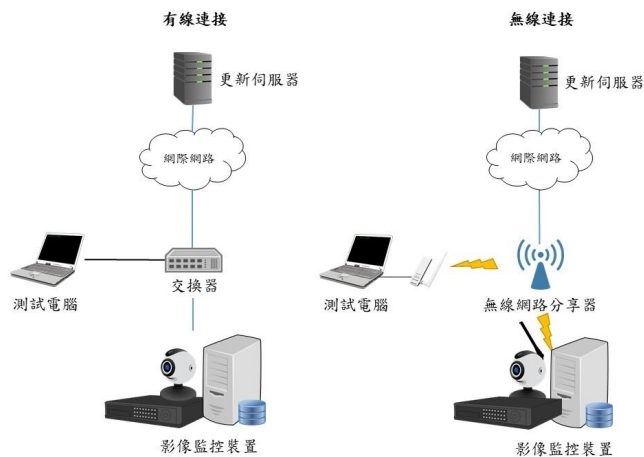 有線連接
更新伺服器
網際網路
測試電腦
交換器
影像監控裝置
無線連接
更新伺服器
網際網路
測試電腦
無線網路分享器
影像監控裝置